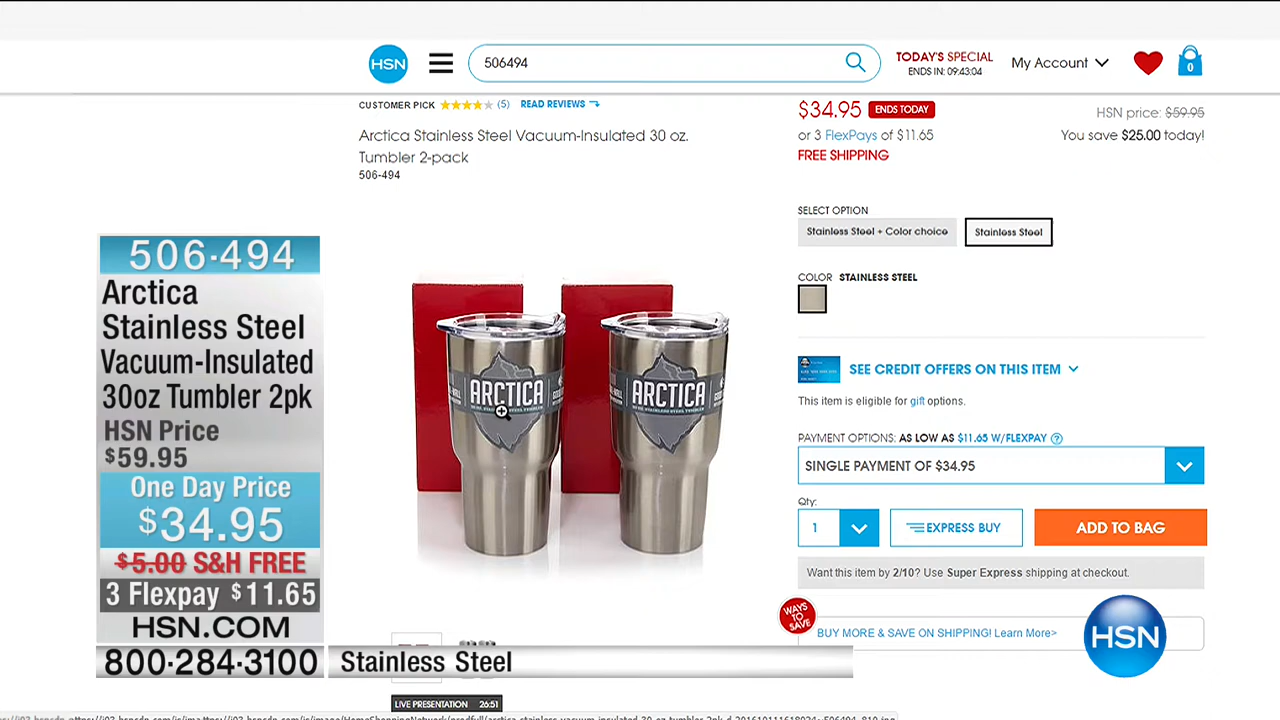 HSN
506494
TODAY'S SPECIAL
ENDS IN: 09:43:04
My Account
0
CUSTOMER PICK (5) READ REVIEWS
Arctica Stainless Steel Vacuum-Insulated 30 oz.
Tumbler 2-pack
506-494
$34.95 ENDS TODAY
HSN price: $59.95
or 3 FlexPays of $11.65
You save $25.00 today!
FREE SHIPPING
SELECT OPTION
Stainless Steel + Color choice
Stainless Steel
COLOR STAINLESS STEEL
SEE CREDIT OFFERS ON THIS ITEM
This item is eligible for gift options.
PAYMENT OPTIONS: AS LOW AS $11.65 W/FLEXPAY ?
SINGLE PAYMENT OF $34.95
Qty:
1
EXPRESS BUY
ADD TO BAG
Want this item by 2/10? Use Super Express shipping at checkout.
WAYS
TO
SAVE
BUY MORE & SAVE ON SHIPPING! Learn More>
HSN
506-494
Arctica
Stainless Steel
Vacuum-Insulated
30oz Tumbler 2pk
HSN Price
$59.95
One Day Price
$34.95
$5.00 S&H FREE
3 Flexpay $11.65
HSN.COM
800-284-3100
Stainless Steel
ARCTICA
ARCTICA
LIVE PRESENTATION 26:51